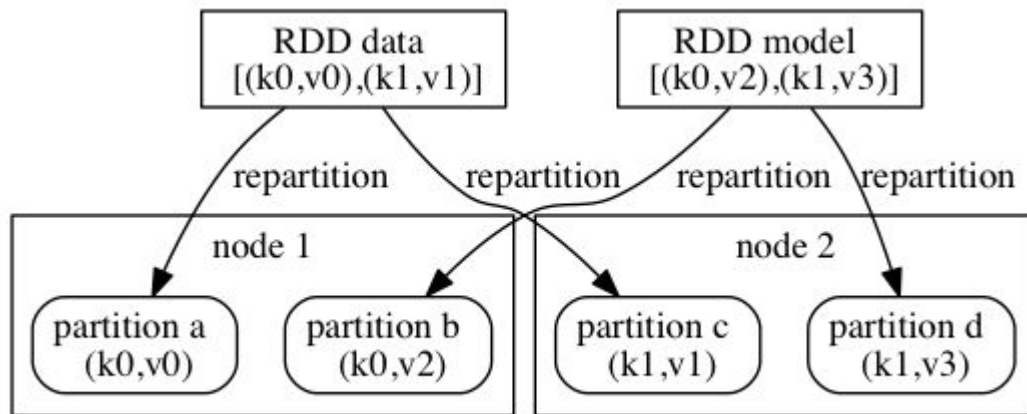 RDD data
[(k0,v0),(k1,v1)]
RDD model
[(k0,v2),(k1,v3)]
repartition
repartition
repartition
repartition
node 1
node 2
partition a
(k0,v0)
partition b
(k0,v2)
partition c
(k1,v1)
partition d
(k1,v3)